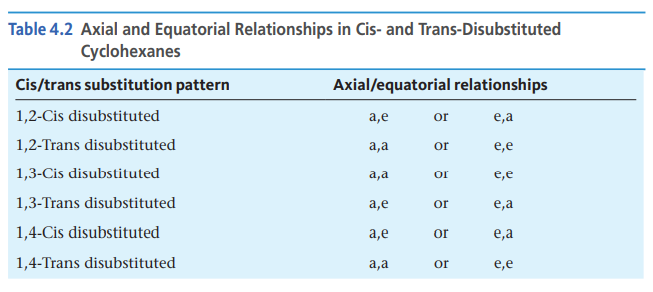 Table 4.2 Axial and Equatorial Relationships in Cis- and Trans-Disubstituted
Cyclohexanes
Cis/trans substitution pattern Axial/equatorial relationships
1,2-Cis disubstituted a,e or e,a
1,2-Trans disubstituted a,a or e,e
1,3-Cis disubstituted a,a or e,e
1,3-Trans disubstituted a,e or e,a
1,4-Cis disubstituted a,e or e,a
1,4-Trans disubstituted a,a or e,e